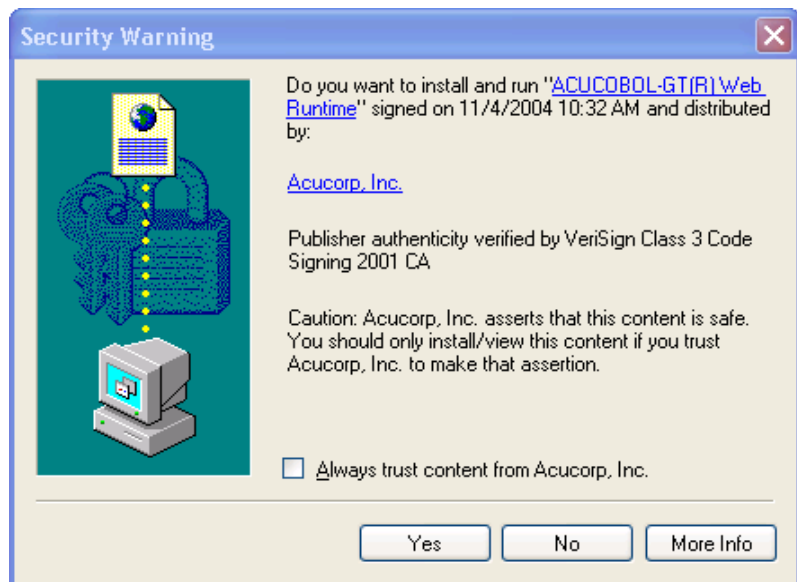 Security Warning
Do you want to install and run "ACUCOBOL-GT(R) Web
Runtime" signed on 11/4/2004 10:32 AM and distributed
by:
Acucorp, Inc.
Publisher authenticity verified by VeriSign Class 3 Code
Signing 2001 CA
Caution: Acucorp, Inc. asserts that this content is safe.
You should only install/view this content if you trust
Acucorp, Inc. to make that assertion.
Always trust content from Acucorp, Inc.
Yes No More Info